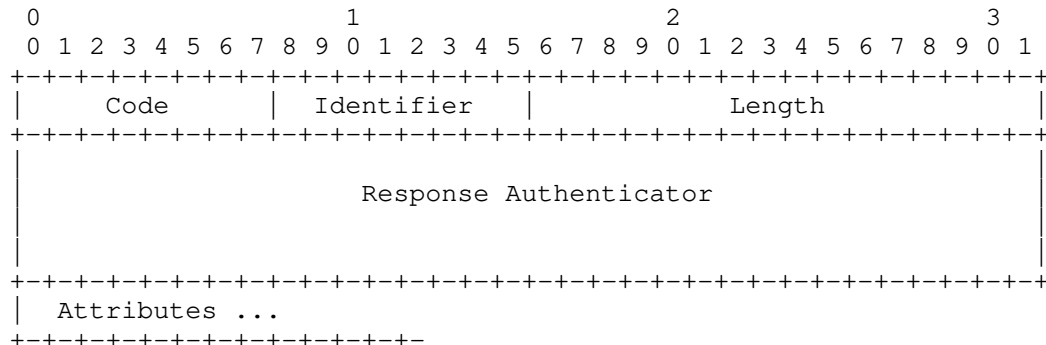 0                   1                   2                   3
 0 1 2 3 4 5 6 7 8 9 0 1 2 3 4 5 6 7 8 9 0 1 2 3 4 5 6 7 8 9 0 1
+-+-+-+-+-+-+-+-+-+-+-+-+-+-+-+-+-+-+-+-+-+-+-+-+-+-+-+-+-+-+-+-+
|     Code      |  Identifier   |            Length             |
+-+-+-+-+-+-+-+-+-+-+-+-+-+-+-+-+-+-+-+-+-+-+-+-+-+-+-+-+-+-+-+-+
|                                                               |
|                     Response Authenticator                    |
|                                                               |
|                                                               |
+-+-+-+-+-+-+-+-+-+-+-+-+-+-+-+-+-+-+-+-+-+-+-+-+-+-+-+-+-+-+-+-+
|  Attributes ...
+-+-+-+-+-+-+-+-+-+-+-+-+-